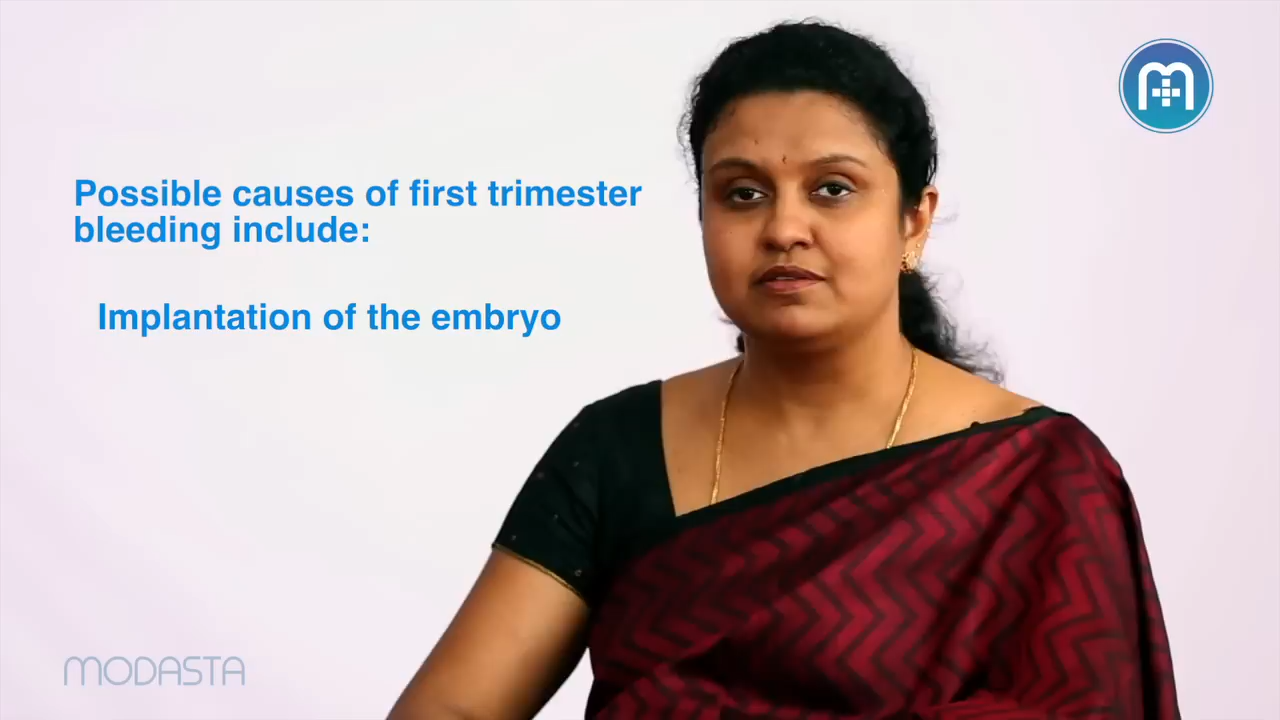 Possible causes of first trimester
bleeding include:
Implantation of the embryo
MODASTA